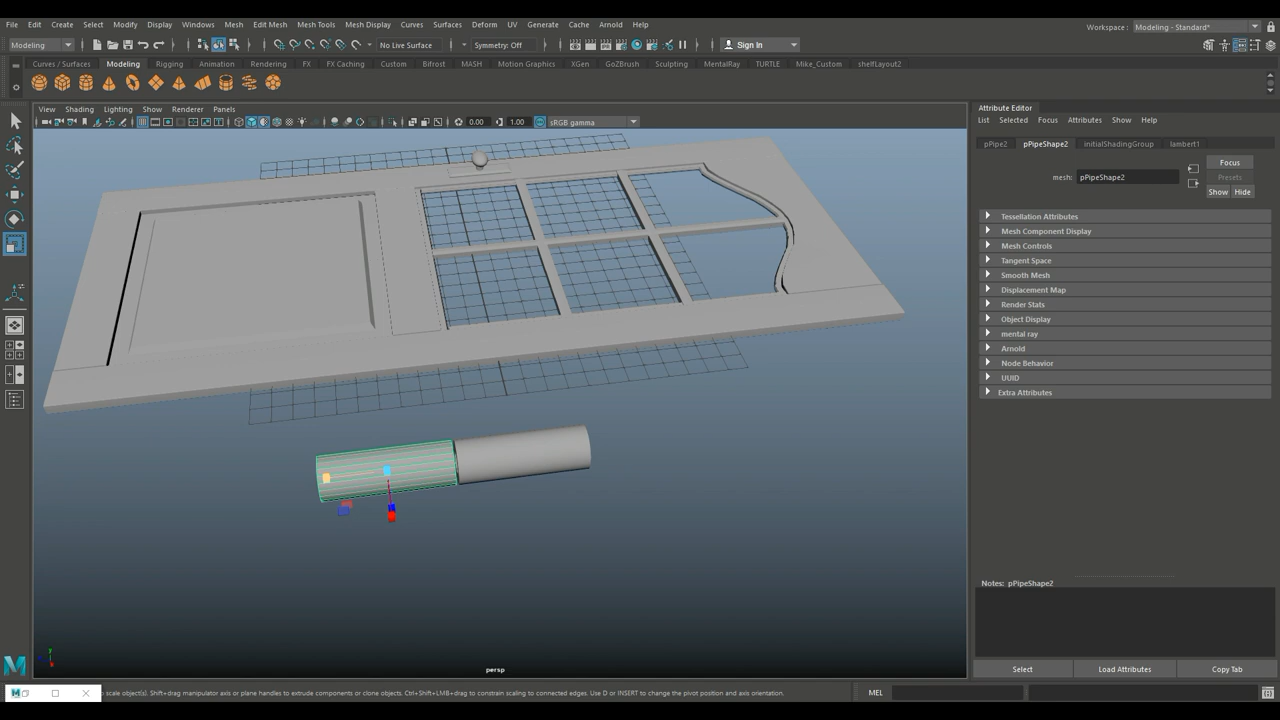 File Edit Create Select Modify Display Windows Mesh Edit Mesh Mesh Tools Mesh Display Curves Surfaces Deform UV Generate Cache Arnold Help
Workspace : Modeling - Standard*
Modeling No Live Surface Symmetry: Off Sign In
Curves / Surfaces Modeling Rigging Animation Rendering FX FX Caching Custom Bifrost MASH Motion Graphics XGen GoZBrush Sculpting MentalRay TURTLE Mike_Custom shelfLayout2
View Shading Lighting Show Renderer Panels
0.00 1.00 sRGB gamma
persp
Attribute Editor
List Selected Focus Attributes Show Help
pPipe2 pPipeShape2 initialShadingGroup lambert1
Focus
mesh: pPipeShape2 Presets
Show Hide
Tessellation Attributes
Mesh Component Display
Mesh Controls
Tangent Space
Smooth Mesh
Displacement Map
Render Stats
Object Display
mental ray
Arnold
Node Behavior
UUID
Extra Attributes
Notes: pPipeShape2
Select Load Attributes Copy Tab
to scale object(s). Shift+drag manipulator axis or plane handles to extrude components or clone objects. Ctrl+Shift+LMB+drag to constrain scaling to connected edges. Use D or INSERT to change the pivot position and axis orientation.
MEL